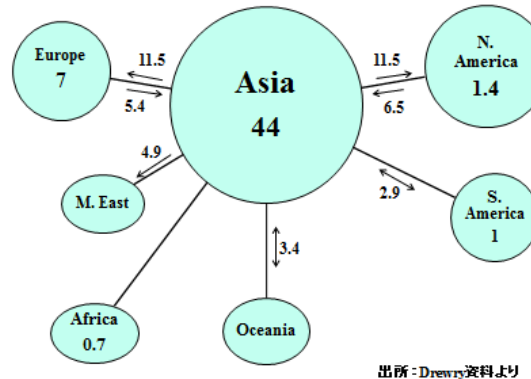 Europe
7
11.5
5.4
Asia
44
11.5
6.5
N.
America
1.4
4.9
M. East
2.9
S.
America
1
3.4
Africa
0.7
Oceania
出所：Drewry資料より